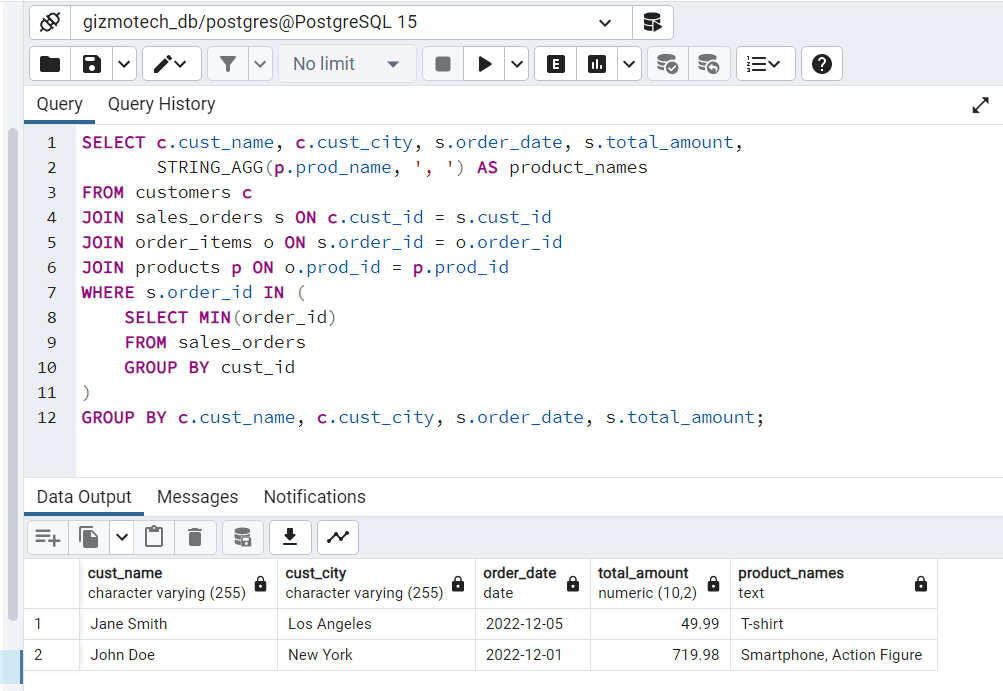 gizmotech_db/postgres@PostgreSQL 15
No limit
E
Query Query History
1 SELECT c.cust_name, c.cust_city, s.order_date, s.total_amount,
2 STRING_AGG(p.prod_name, ', ') AS product_names
3 FROM customers c
4 JOIN sales_orders s ON c.cust_id = s.cust_id
5 JOIN order_items o ON s.order_id = o.order_id
6 JOIN products p ON o.prod_id = p.prod_id
7 WHERE s.order_id IN (
8 SELECT MIN(order_id)
9 FROM sales_orders
10 GROUP BY cust_id
11 )
12 GROUP BY c.cust_name, c.cust_city, s.order_date, s.total_amount;
Data Output Messages Notifications
cust_name cust_city order_date total_amount product_names
character varying (255) character varying (255) date numeric (10,2) text
1 Jane Smith Los Angeles 2022-12-05 49.99 T-shirt
2 John Doe New York 2022-12-01 719.98 Smartphone, Action Figure